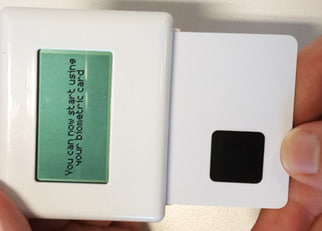 You can now start using
your biometric card